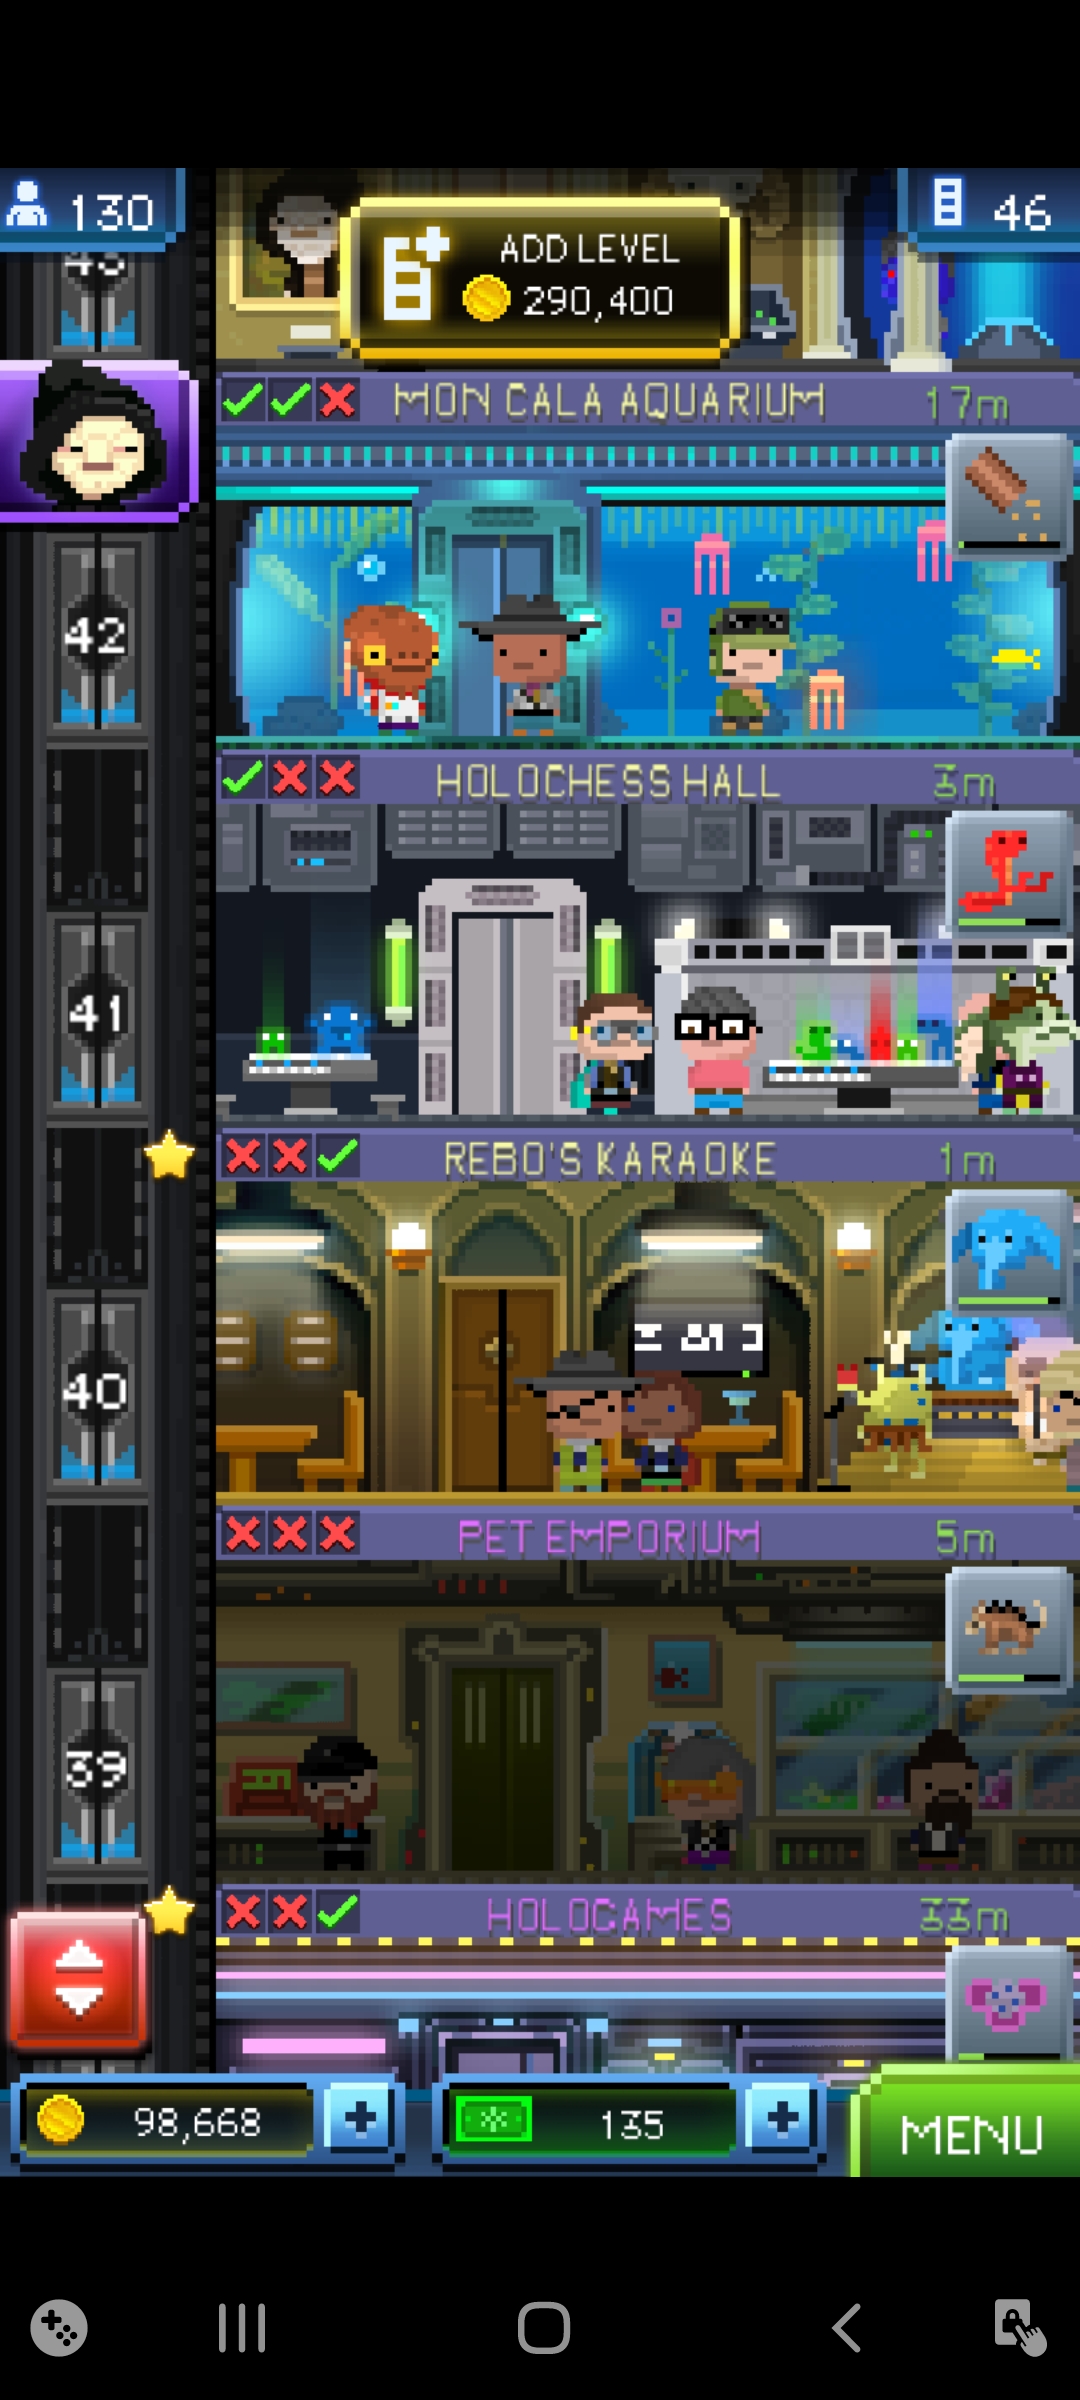 130
ADD LEVEL
290,400
46
MON CALA AQUARIUM 17m
42
HOLOCHESS HALL 3m
41
REBO'S KARAOKE 1m
40
PET EMPORIUM 5m
39
HOLOGAMES 33m
98,668
135
MENU